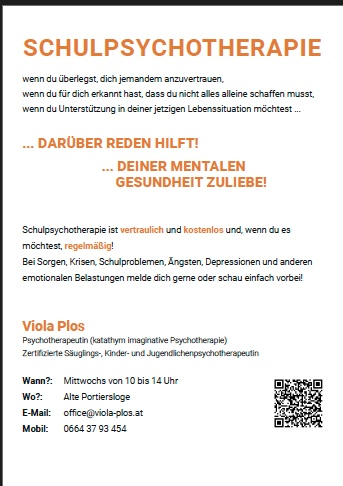 SCHULPSYCHOTHERAPIE
wenn du überlegst, dich jemandem anzuvertrauen,
wenn du für dich erkannt hast, dass du nicht alles alleine schaffen musst,
wenn du Unterstützung in deiner jetzigen Lebenssituation möchtest ...
... DARÜBER REDEN HILFT!
... DEINER MENTALEN
GESUNDHEIT ZULIEBE!
Schulpsychotherapie ist vertraulich und kostenlos und, wenn du es
möchtest, regelmäßig!
Bei Sorgen, Krisen, Schulproblemen, Ängsten, Depressionen und anderen
emotionalen Belastungen melde dich gerne oder schau einfach vorbei!
Viola Plos
Psychotherapeutin (katathym imaginative Psychotherapie)
Zertifizierte Säuglings-, Kinder- und Jugendlichenpsychotherapeutin
Wann?: Mittwochs von 10 bis 14 Uhr
Wo?: Alte Portiersloge
E-Mail: office@viola-plos.at
Mobil: 0664 37 93 454